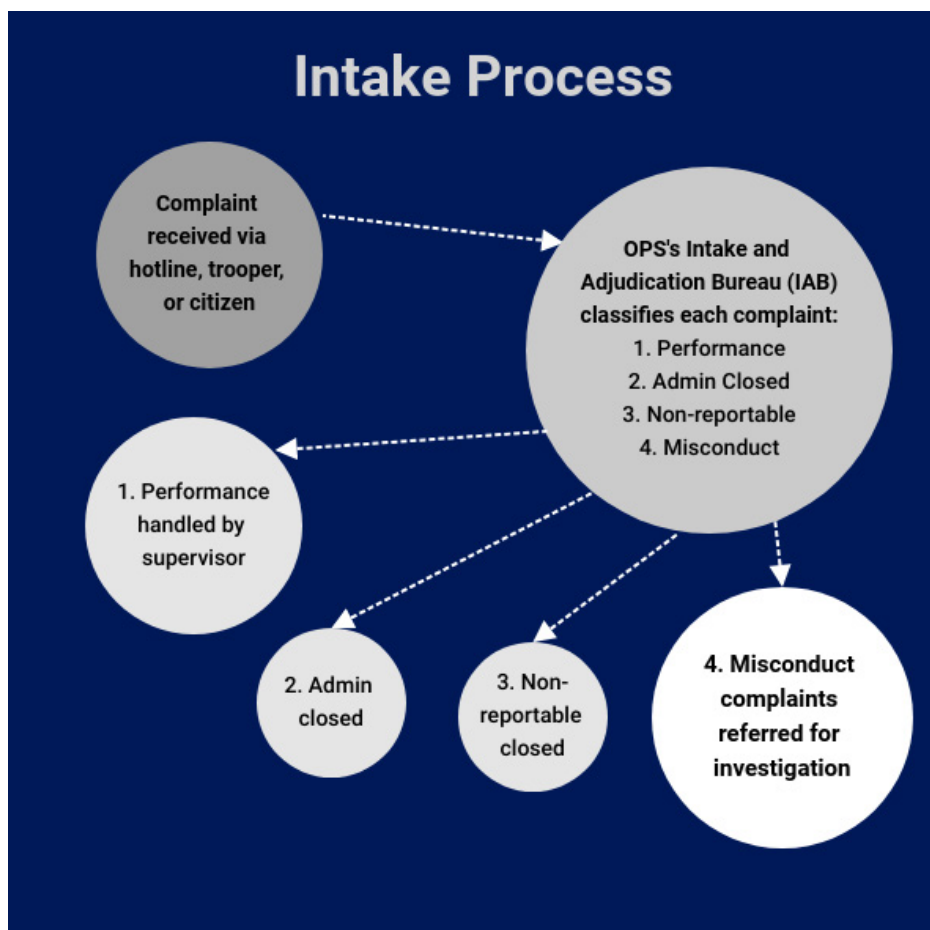 Intake Process
Complaint
received via
hotline, trooper,
or citizen
OPS's Intake and
Adjudication Bureau (IAB)
classifies each complaint:
1. Performance
2. Admin Closed
3. Non-reportable
4. Misconduct
1. Performance
handled by
supervisor
2. Admin
closed
3. Non-
reportable
closed
4. Misconduct
complaints
referred for
investigation